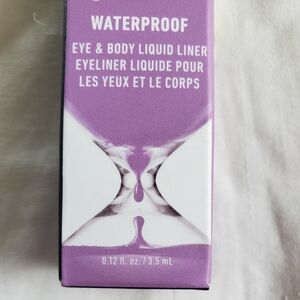 WATERPROOF
EYE & BODY LIQUID LINER
EYELINER LIQUIDE POUR
LES YEUX ET LE CORPS
0.12 fl. oz. / 3.5 mL